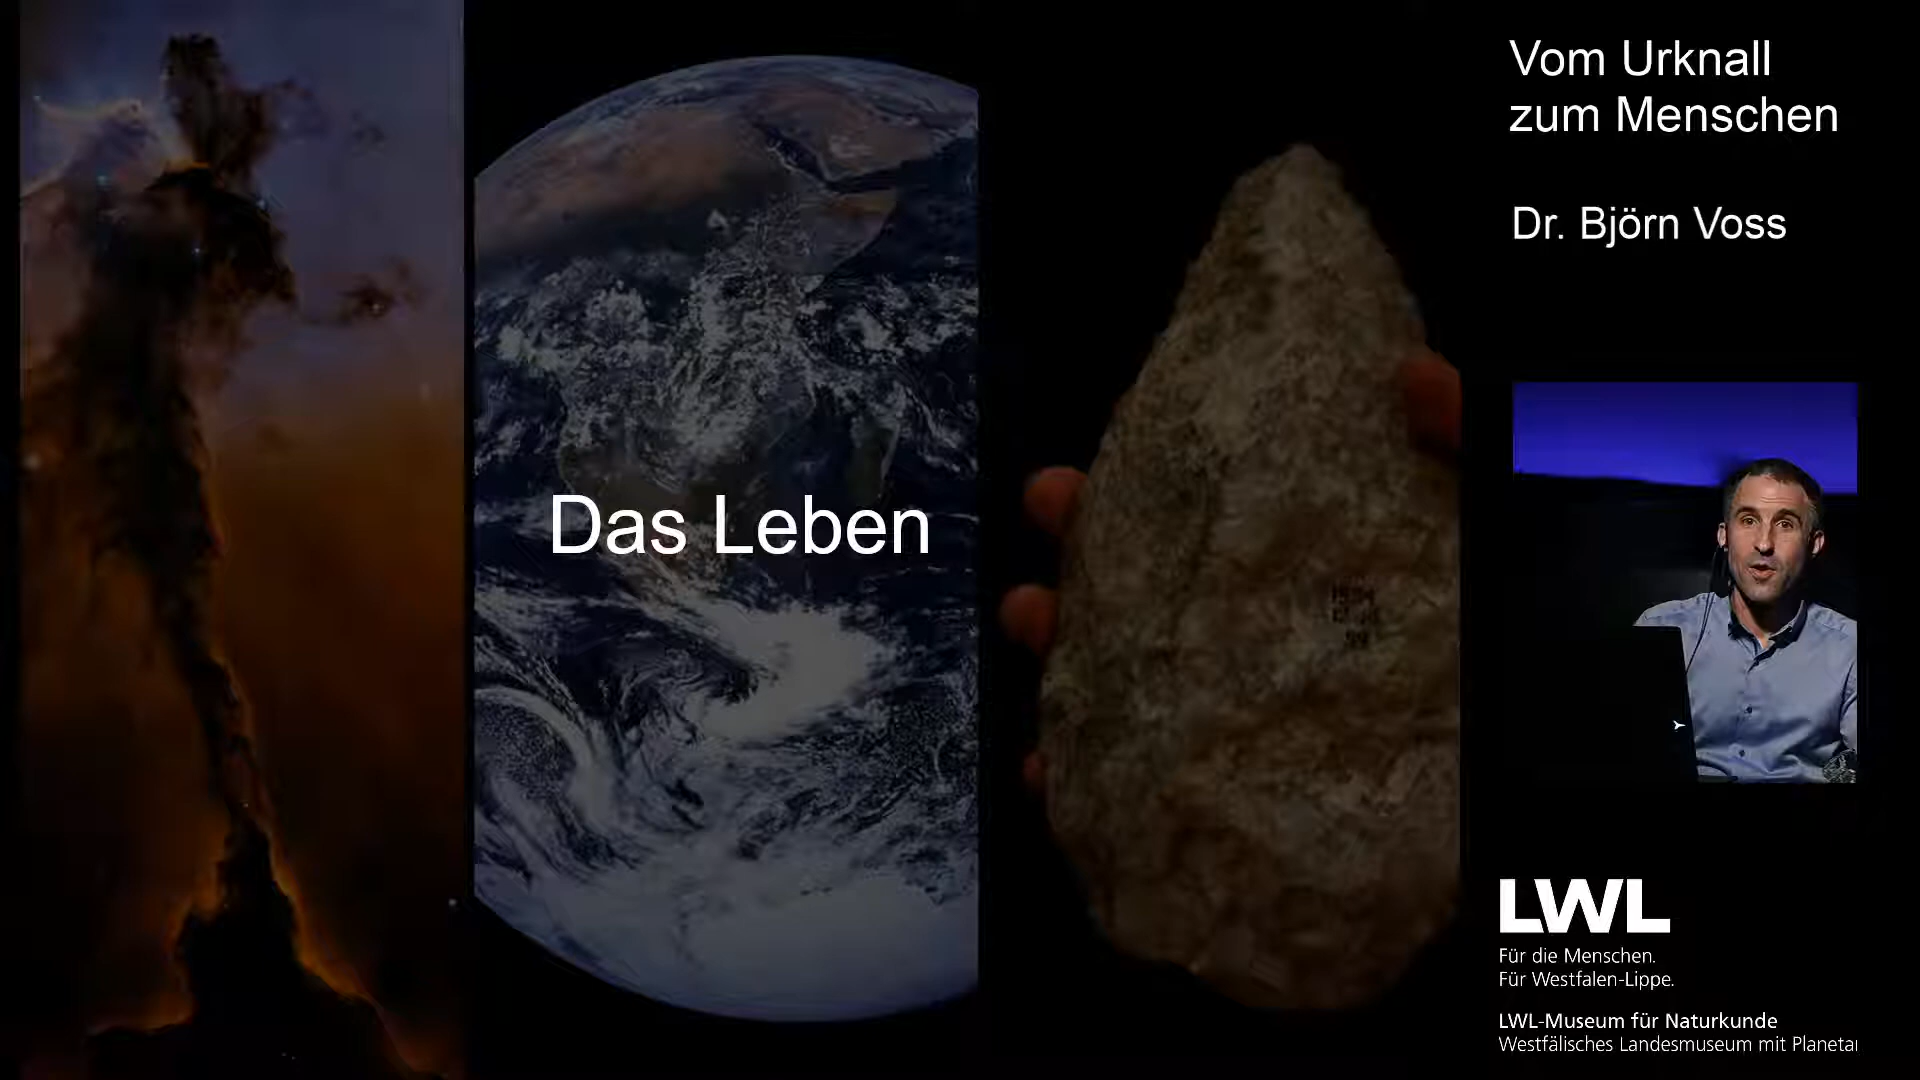 Vom Urknall
zum Menschen
Dr. Björn Voss
Das Leben
LWL
Für die Menschen.
Für Westfalen-Lippe.
LWL-Museum für Naturkunde
Westfälisches Landesmuseum mit Planetar